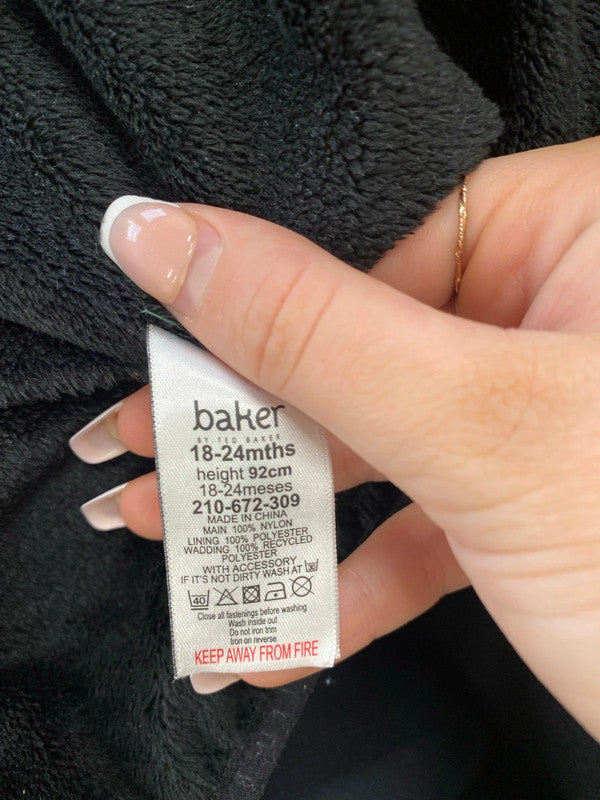 baker
BY TED BAKER
18-24mths
height 92cm
18-24meses
210-672-309
MADE IN CHINA
MAIN 100% NYLON
LINING 100% POLYESTER
WADDING 100% RECYCLED
POLYESTER
WITH ACCESSORY
IF IT'S NOT DIRTY WASH AT
40
Close all fastenings before washing
Wash inside out
Do not iron trim
Iron on reverse
KEEP AWAY FROM FIRE